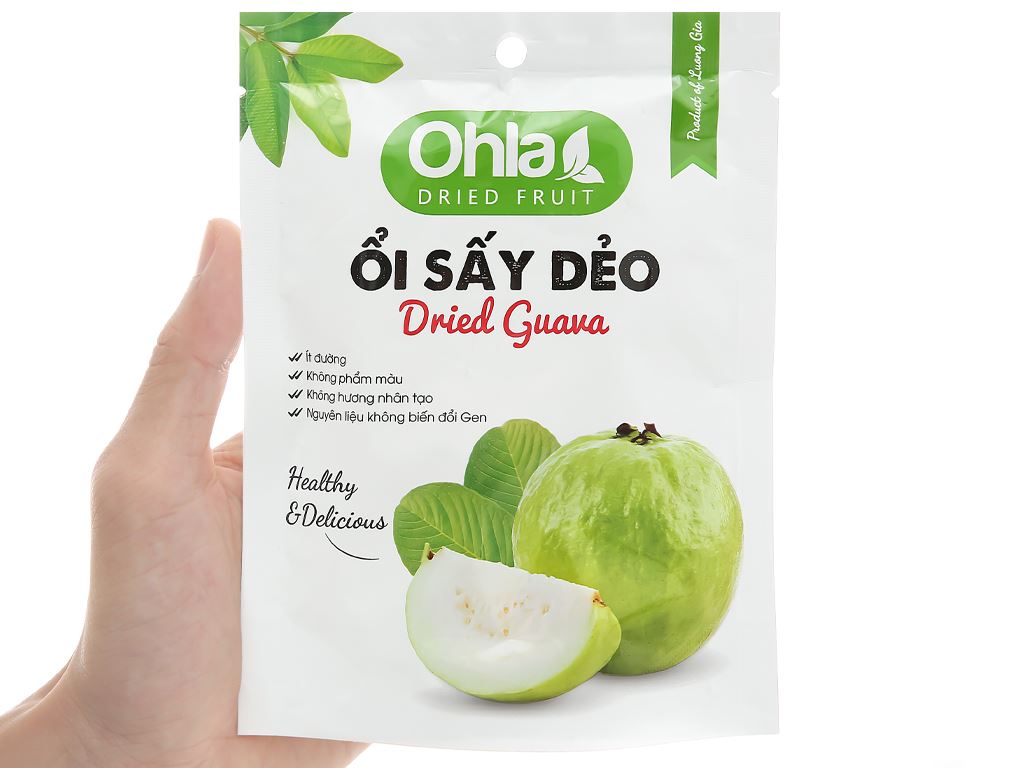 Product of Luong Gia
Ohla
DRIED FRUIT
ỔI SẤY DẺO
Dried Guava
Ít đường
Không phẩm màu
Không hương nhân tạo
Nguyên liệu không biến đổi Gen
Healthy
&Delicious